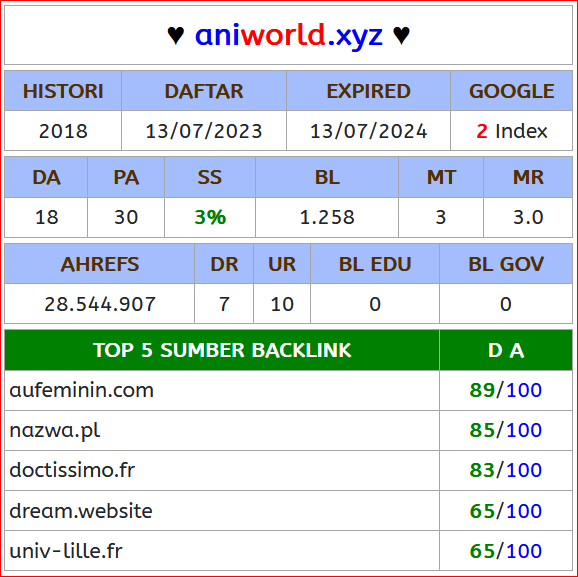 ♥ aniworld.xyz ♥
HISTORI DAFTAR EXPIRED GOOGLE
2018 13/07/2023 13/07/2024 2 Index
DA PA SS BL MT MR
18 30 3% 1.258 3 3.0
AHREFS DR UR BL EDU BL GOV
28.544.907 7 10 0 0
TOP 5 SUMBER BACKLINK D A
aufeminin.com 89/100
nazwa.pl 85/100
doctissimo.fr 83/100
dream.website 65/100
univ-lille.fr 65/100